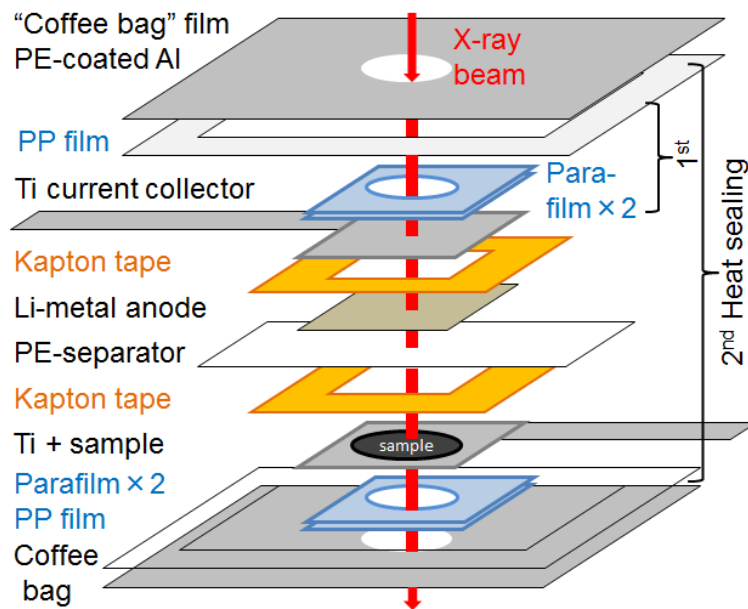 “Coffee bag” film
PE-coated Al
X-ray
beam
PP film
1st
Ti current collector
Para-
film × 2
Kapton tape
2nd Heat sealing
Li-metal anode
PE-separator
Kapton tape
Ti + sample
sample
Parafilm × 2
PP film
Coffee
bag